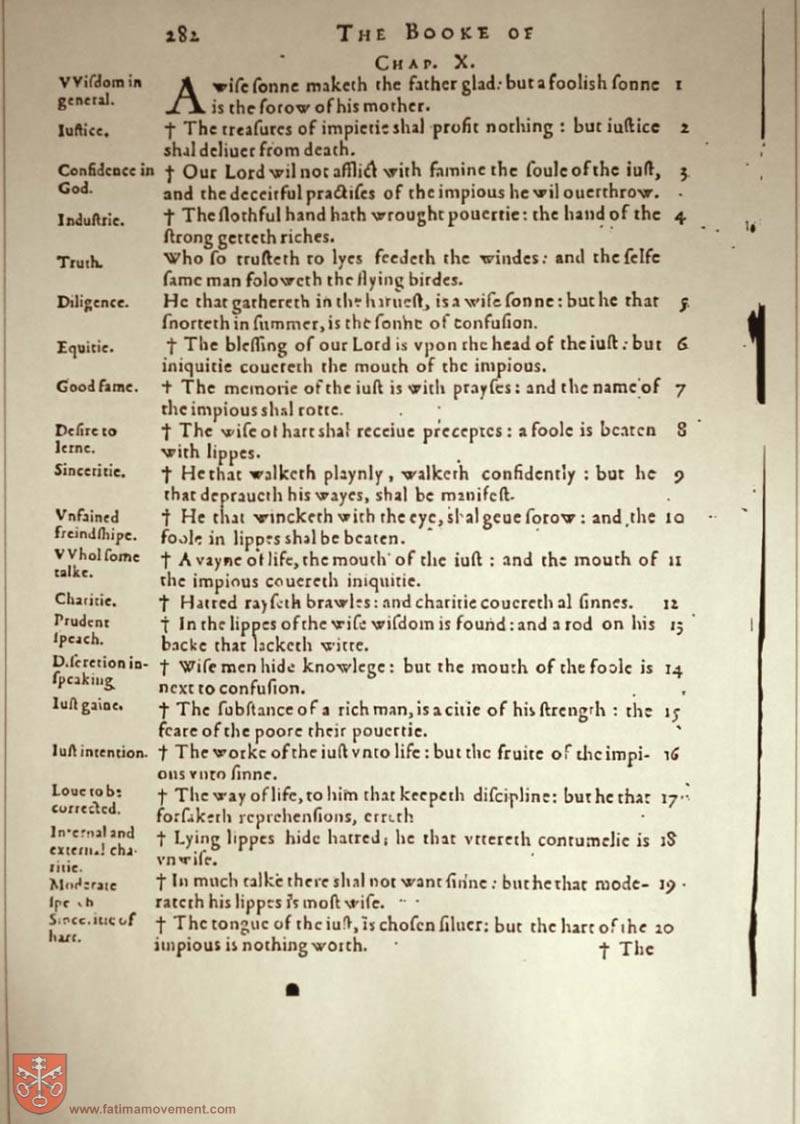 282 THE BOOKE OF
CHAP. X.
VViſdom in general.
A wiſe ſonne maketh the father glad: but a fooliſh ſonne 1
is the ſorow of his mother.
Iuſtice.
† The treaſures of impietie shal profit nothing : but iuſtice 2
shal deliuer from death.
Confidence in God.
† Our Lord wil not afflict with famine the ſoule of the iuſt, 3
and the deceitful practiſes of the impious he wil ouerthrow.
Induſtrie.
† The ſlothful hand hath wrought pouertie: the hand of the 4
ſtrong getteth riches.
Truth.
Who ſo truſteth to lyes feedeth the windes: and the ſelfe
ſame man foloweth the flying birdes.
Diligence.
He that gathereth in the harueſt, is a wiſe ſonne: but he that 5
ſnorteth in ſummer, is the ſonne of confuſion.
Equitie.
† The bleſſing of our Lord is vpon the head of the iuſt: but 6
iniquitie couereth the mouth of the impious.
Good fame.
† The memorie of the iuſt is with prayſes: and the name of 7
the impious shal rotte.
Deſire to lerne.
† The wiſe of hart shal receiue preceptes: a foole is beaten 8
with lippes.
Sinceritie.
† He that walketh playnly, walketh confidently : but he 9
that depraueth his wayes, shal be manifeſt.
Vnfained freindſhipe.
† He that wincketh with the eye, shal geue ſorow: and the 10
foole in lippes shal be beaten.
VVholſome talke.
† A vayne of life, the mouth of the iuſt : and the mouth of 11
the impious couereth iniquitie.
Charitie.
† Hatred rayſeth brawles: and charitie couereth al ſinnes. 12
Prudent ſpeach.
† In the lippes of the wiſe wiſdom is found: and a rod on his 13
backe that lacketh witte.
Diſcretion in ſpeaking
† Wiſe men hide knowlege: but the mouth of the foole is 14
next to confuſion.
Iuſt gaine.
† The ſubſtance of a rich man, is a citie of his ſtrength : the 15
feare of the poore their pouertie.
Iuſt intention.
† The worke of the iuſt vnto life: but the fruite of the impi- 16
ous vnto ſinne.
Loue to be corrected.
† The way of life, to him that keepeth diſcipline: but he that 17
forſaketh reprehenſions, erreth
Internal and external charitie.
† Lying lippes hide hatred; he that vttereth contumelie is 18
vnwiſe.
Moderate ſpeach
† In much talke there shal not want ſinne: but he that mode- 19
rateth his lippes is moſt wiſe.
Sinceritie of hart.
† The tongue of the iuſt, is choſen ſiluer: but the hart of the 20
impious is nothing worth. † The
www.fatimamovement.com